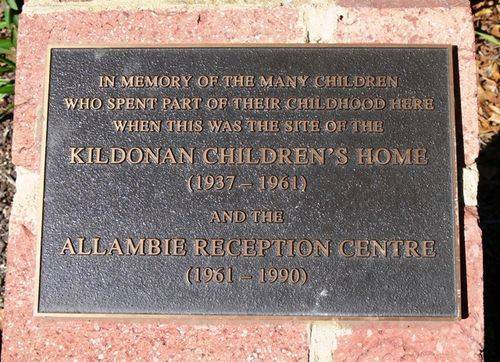 IN MEMORY OF THE MANY CHILDREN
WHO SPENT PART OF THEIR CHILDHOOD HERE
WHEN THIS WAS THE SITE OF THE
KILDONAN CHILDREN'S HOME
(1937 – 1961)
AND THE
ALLAMBIE RECEPTION CENTRE
(1961 – 1990)